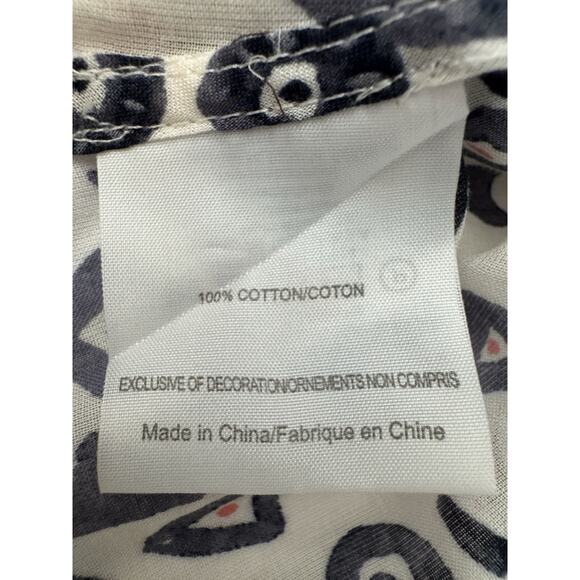 100% COTTON/COTON
EXCLUSIVE OF DECORATION/ORNEMENTS NON COMPRIS
Made in China/Fabrique en Chine